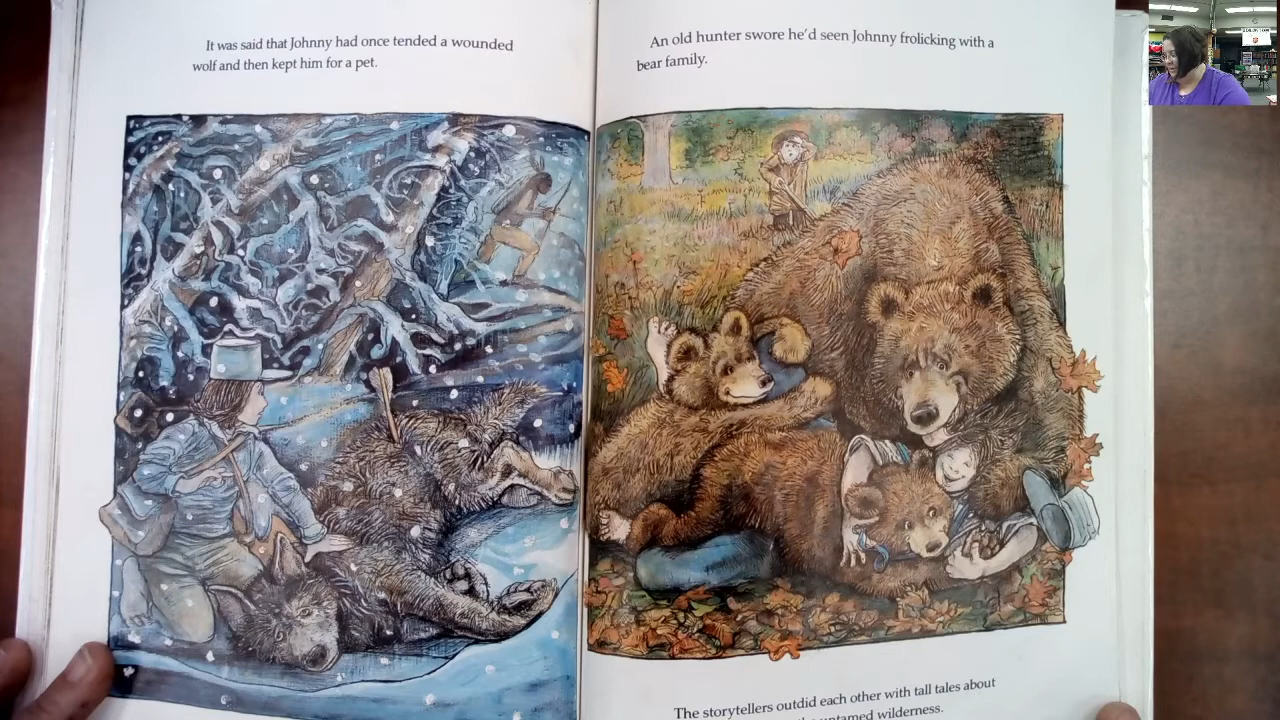 It was said that Johnny had once tended a wounded
wolf and then kept him for a pet.
An old hunter swore he'd seen Johnny frolicking with a
bear family.
The storytellers outdid each other with tall tales about
untamed wilderness.